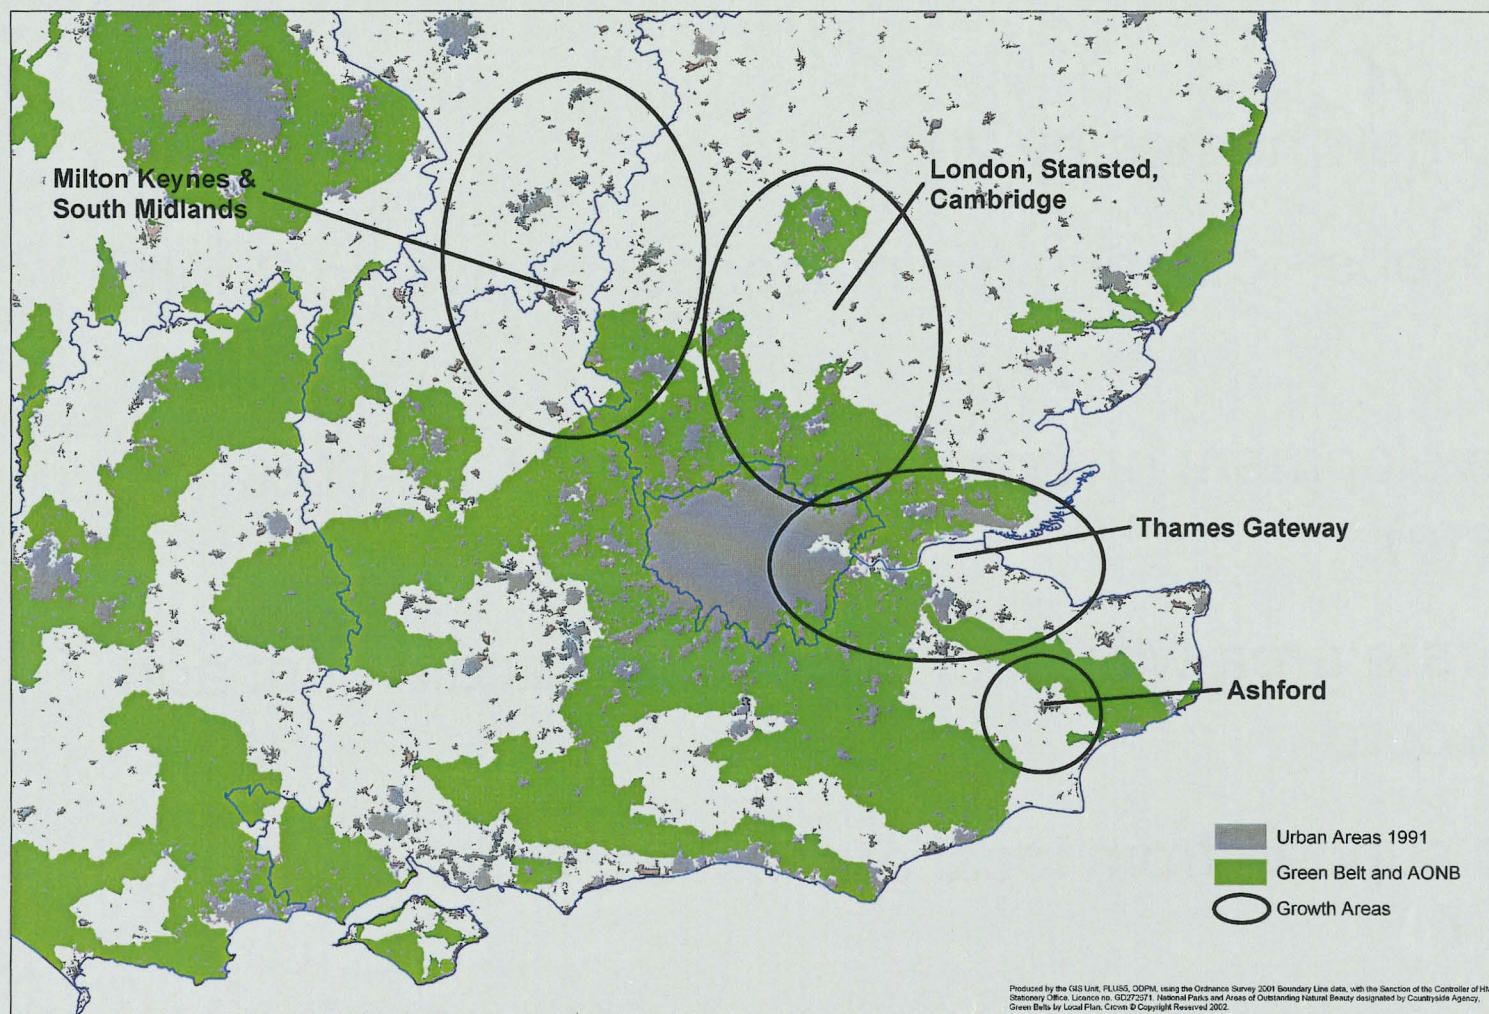 Milton Keynes &
South Midlands
London, Stansted,
Cambridge
Thames Gateway
Ashford
Urban Areas 1991
Green Belt and AONB
Growth Areas
Produced by the GIS Unit, PLUS5, ODPM, using the Ordnance Survey 2001 Boundary Line data, with the Sanction of the Controller of HM
Stationery Office. Licence no. GD272671. National Parks and Areas of Outstanding Natural Beauty designated by Countryside Agency,
Green Belts by Local Plan. Crown © Copyright Reserved 2002.